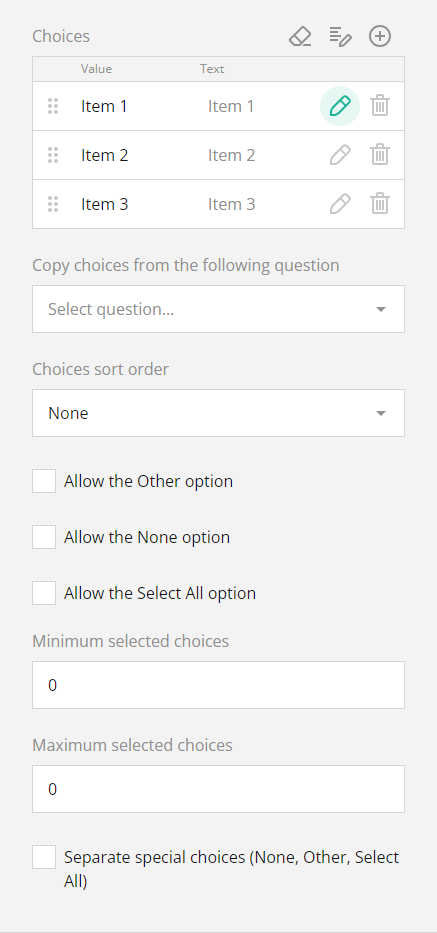 Choices
Value Text
Item 1 Item 1
Item 2 Item 2
Item 3 Item 3
Copy choices from the following question
Select question...
Choices sort order
None
Allow the Other option
Allow the None option
Allow the Select All option
Minimum selected choices
0
Maximum selected choices
0
Separate special choices (None, Other, Select
All)